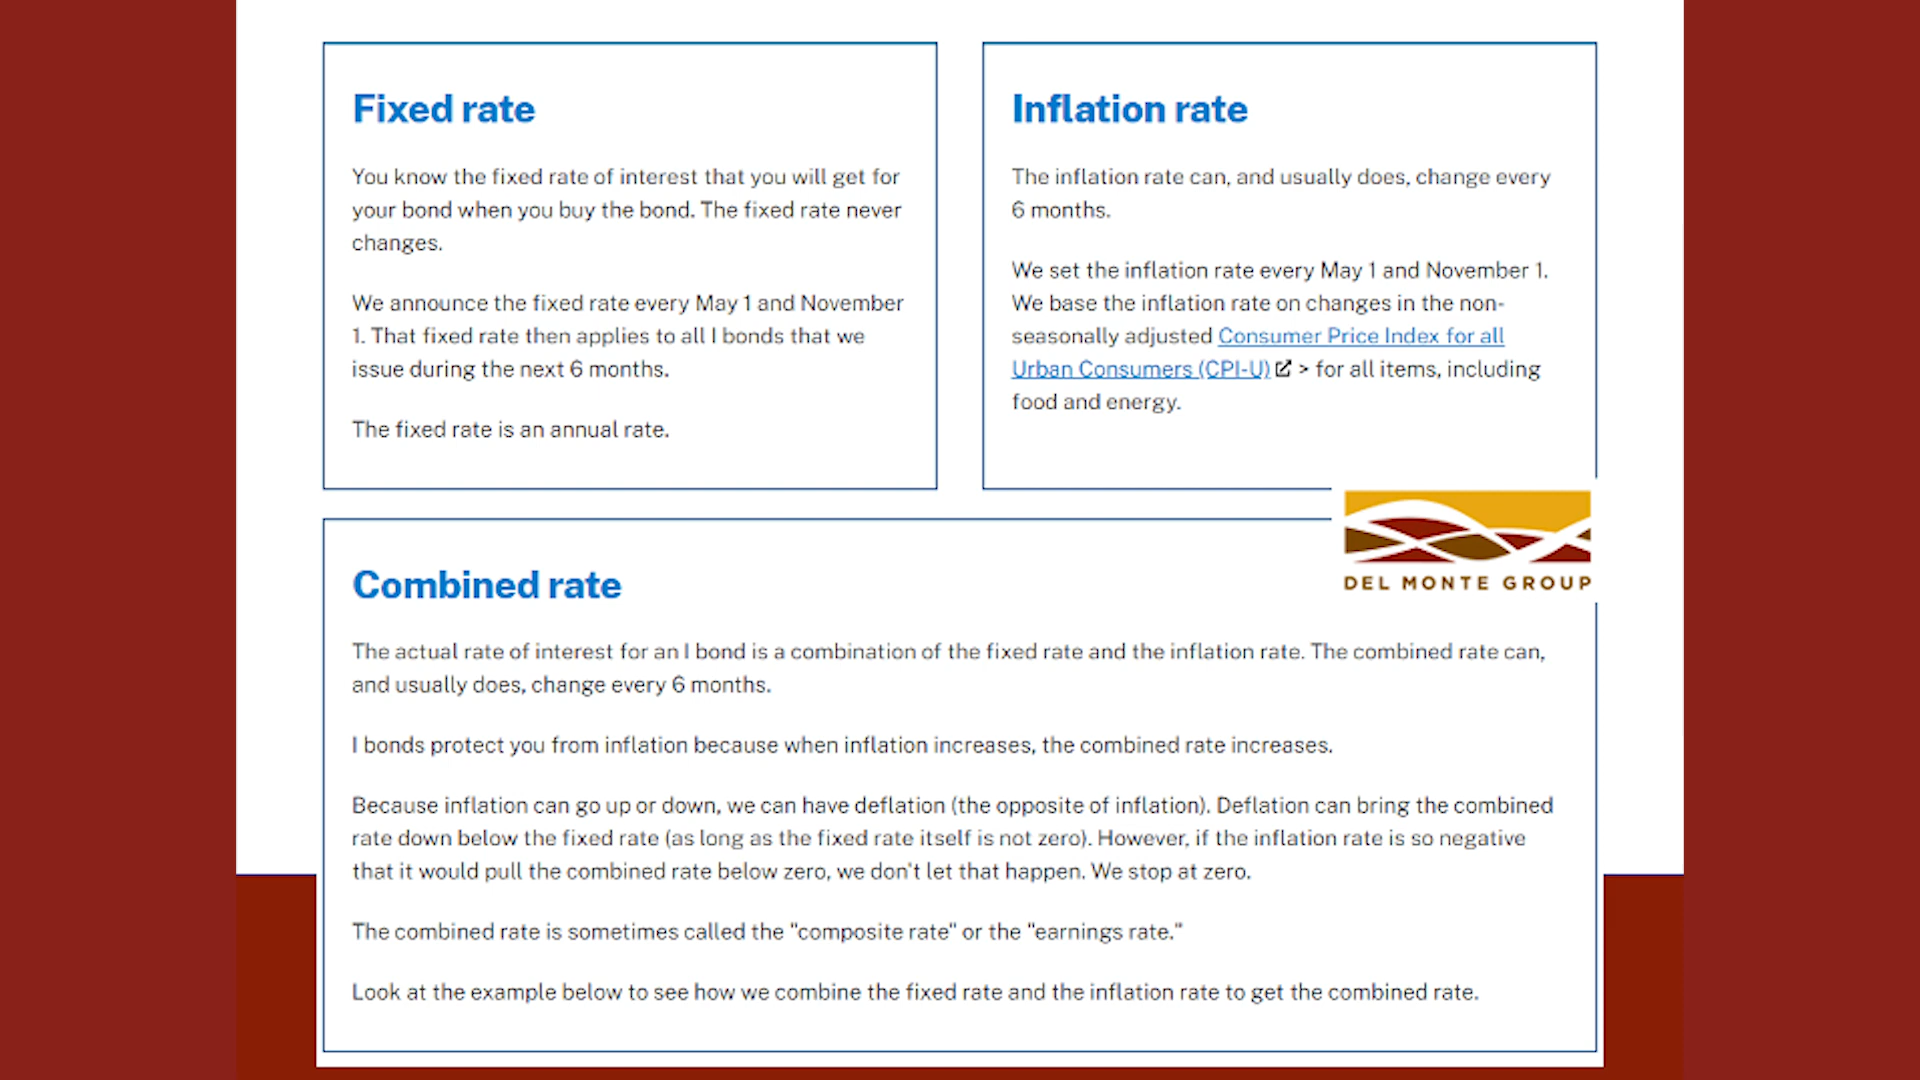 Fixed rate
You know the fixed rate of interest that you will get for
your bond when you buy the bond. The fixed rate never
changes.
We announce the fixed rate every May 1 and November
1. That fixed rate then applies to all I bonds that we
issue during the next 6 months.
The fixed rate is an annual rate.
Inflation rate
The inflation rate can, and usually does, change every
6 months.
We set the inflation rate every May 1 and November 1.
We base the inflation rate on changes in the non-
seasonally adjusted Consumer Price Index for all
Urban Consumers (CPI-U) > for all items, including
food and energy.
DEL MONTE GROUP
Combined rate
The actual rate of interest for an I bond is a combination of the fixed rate and the inflation rate. The combined rate can,
and usually does, change every 6 months.
I bonds protect you from inflation because when inflation increases, the combined rate increases.
Because inflation can go up or down, we can have deflation (the opposite of inflation). Deflation can bring the combined
rate down below the fixed rate (as long as the fixed rate itself is not zero). However, if the inflation rate is so negative
that it would pull the combined rate below zero, we don't let that happen. We stop at zero.
The combined rate is sometimes called the "composite rate" or the "earnings rate."
Look at the example below to see how we combine the fixed rate and the inflation rate to get the combined rate.